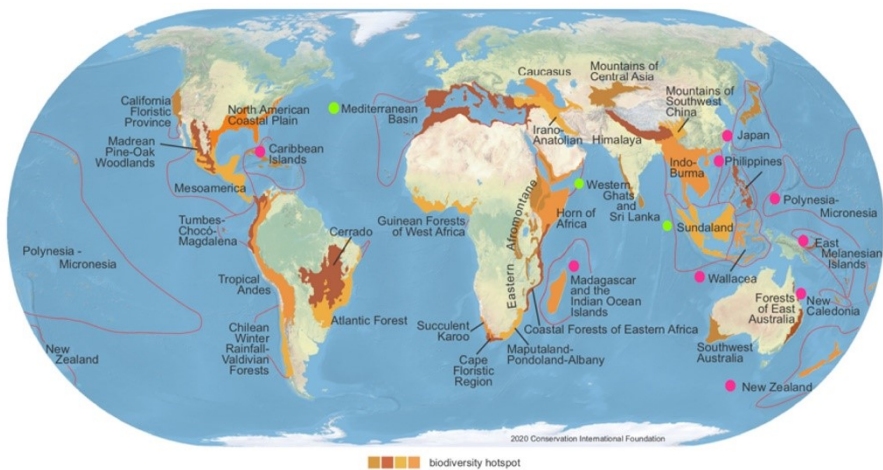 Caucasus
Mountains of
Central Asia
Mountains of
Southwest
China
California
Floristic
Province
North American
Coastal Plain
Mediterranean
Basin
Irano-
Anatolian
Himalaya
Japan
Madrean
Pine-Oak
Woodlands
Caribbean
Islands
Indo-
Burma
Philippines
Mesoamerica
Western
Ghats
and
Sri Lanka
Polynesia-
Micronesia
Tumbes-
Chocó-
Magdalena
Cerrado
Guinean Forests
of West Africa
Eastern Afromontane
Horn of
Africa
Sundaland
East
Melanesian
Islands
Polynesia -
Micronesia
Tropical
Andes
Madagascar
and the
Indian Ocean
Islands
Wallacea
Forests
of East
Australia
New
Caledonia
Atlantic Forest
Chilean
Winter
Rainfall-
Valdivian
Forests
Succulent
Karoo
Coastal Forests of Eastern Africa
Cape
Floristic
Region
Maputaland-
Pondoland-Albany
Southwest
Australia
New
Zealand
New Zealand
2020 Conservation International Foundation
biodiversity hotspot